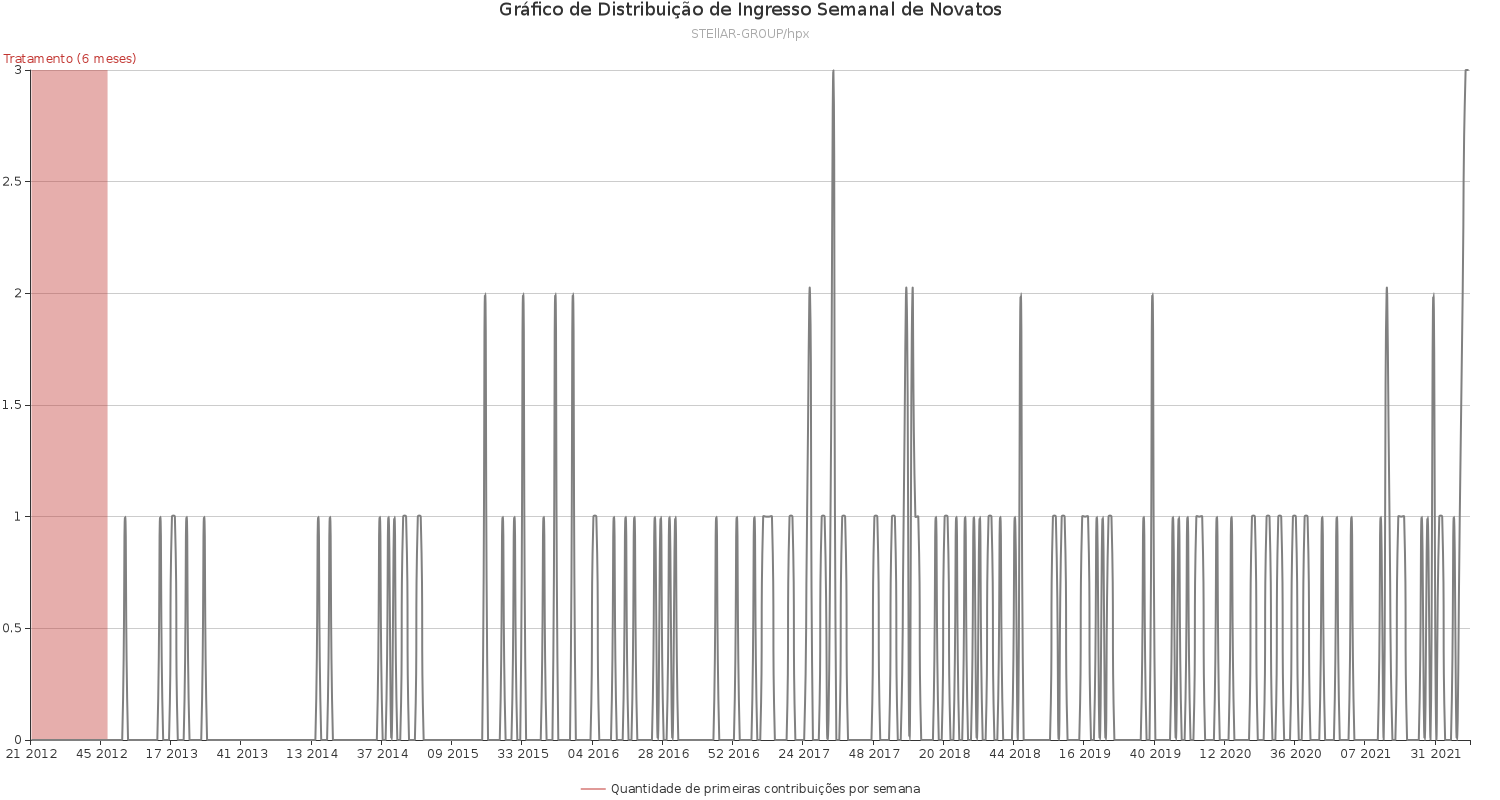 Gráfico de Distribuição de Ingresso Semanal de Novatos
STEllAR-GROUP/hpx
Tratamento (6 meses)
3
2.5
2
1.5
1
0.5
0
21 2012 45 2012 17 2013 41 2013 13 2014 37 2014 09 2015 33 2015 04 2016 28 2016 52 2016 24 2017 48 2017 20 2018 44 2018 16 2019 40 2019 12 2020 36 2020 07 2021 31 2021
Quantidade de primeiras contribuições por semana